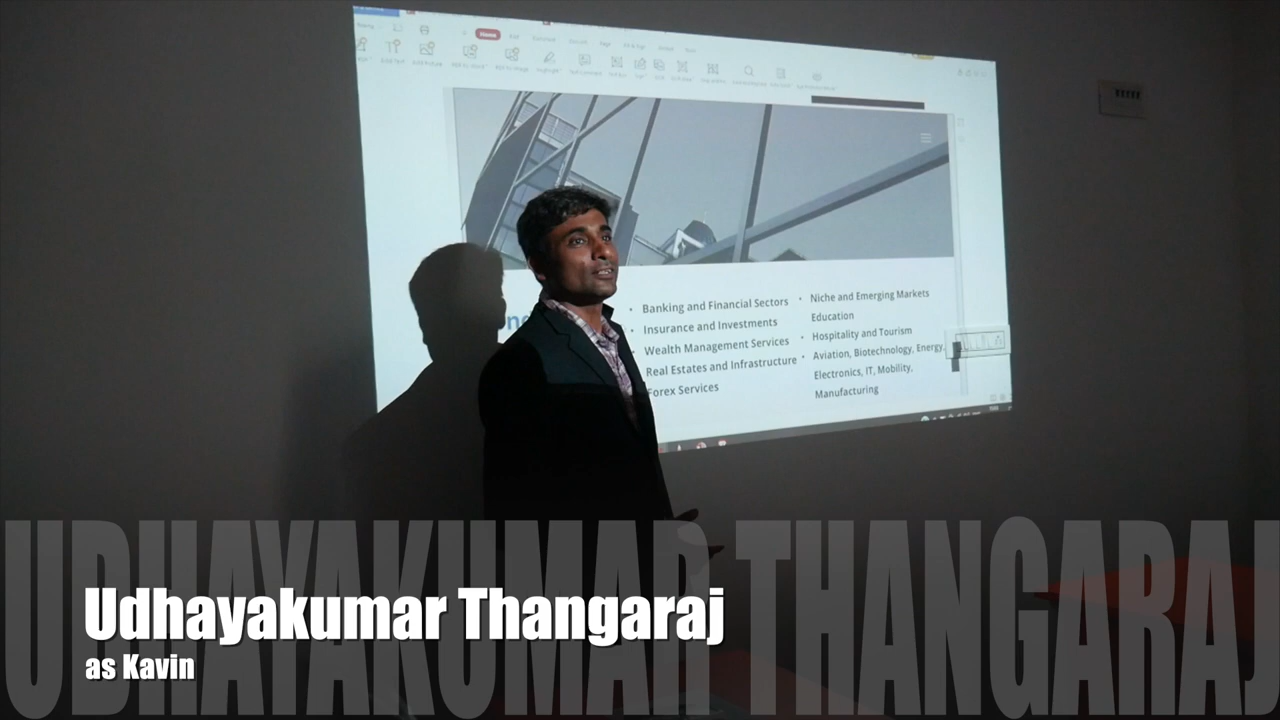 Home
Banking and Financial Sectors
Insurance and Investments
Wealth Management Services
Real Estates and Infrastructure
Forex Services
Niche and Emerging Markets
Education
Hospitality and Tourism
Aviation, Biotechnology, Energy,
Electronics, IT, Mobility,
Manufacturing
UDHAYAKUMAR THANGARAJ
Udhayakumar Thangaraj
as Kavin